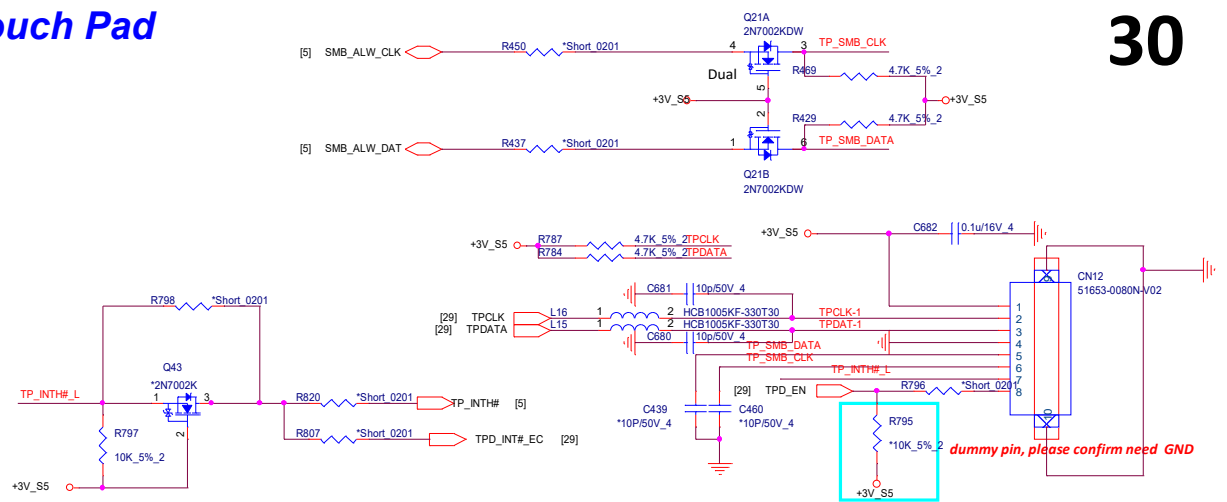 ouch Pad
30
Q21A
2N7002KDW
[5] SMB_ALW_CLK
R450
*Short_0201
4
3
TP_SMB_CLK
Dual
5
R469
4.7K_5%_2
+3V_S5
+3V_S5
2
R429
4.7K_5%_2
[5] SMB_ALW_DAT
R437
*Short_0201
1
6
TP_SMB_DATA
Q21B
2N7002KDW
+3V_S5
R787
4.7K_5%_2
TPCLK
R784
4.7K_5%_2
TPDATA
+3V_S5
C682
0.1u/16V_4
CN12
51653-0080N-V02
9
C681
10p/50V_4
[29] TPCLK
L16
1
2
HCB1005KF-330T30
TPCLK-1
[29] TPDATA
L15
1
2
HCB1005KF-330T30
TPDAT-1
C680
10p/50V_4
TP_SMB_DATA
TP_SMB_CLK
TP_INTH#_L
1
2
3
4
5
6
7
8
10
[29] TPD_EN
R796
*Short_0201
C439
*10P/50V_4
C460
*10P/50V_4
R795
*10K_5%_2
+3V_S5
dummy pin, please confirm need GND
R798
*Short_0201
Q43
*2N7002K
TP_INTH#_L
1
3
2
R797
10K_5%_2
+3V_S5
R820
*Short_0201
TP_INTH# [5]
R807
*Short_0201
TPD_INT#_EC [29]